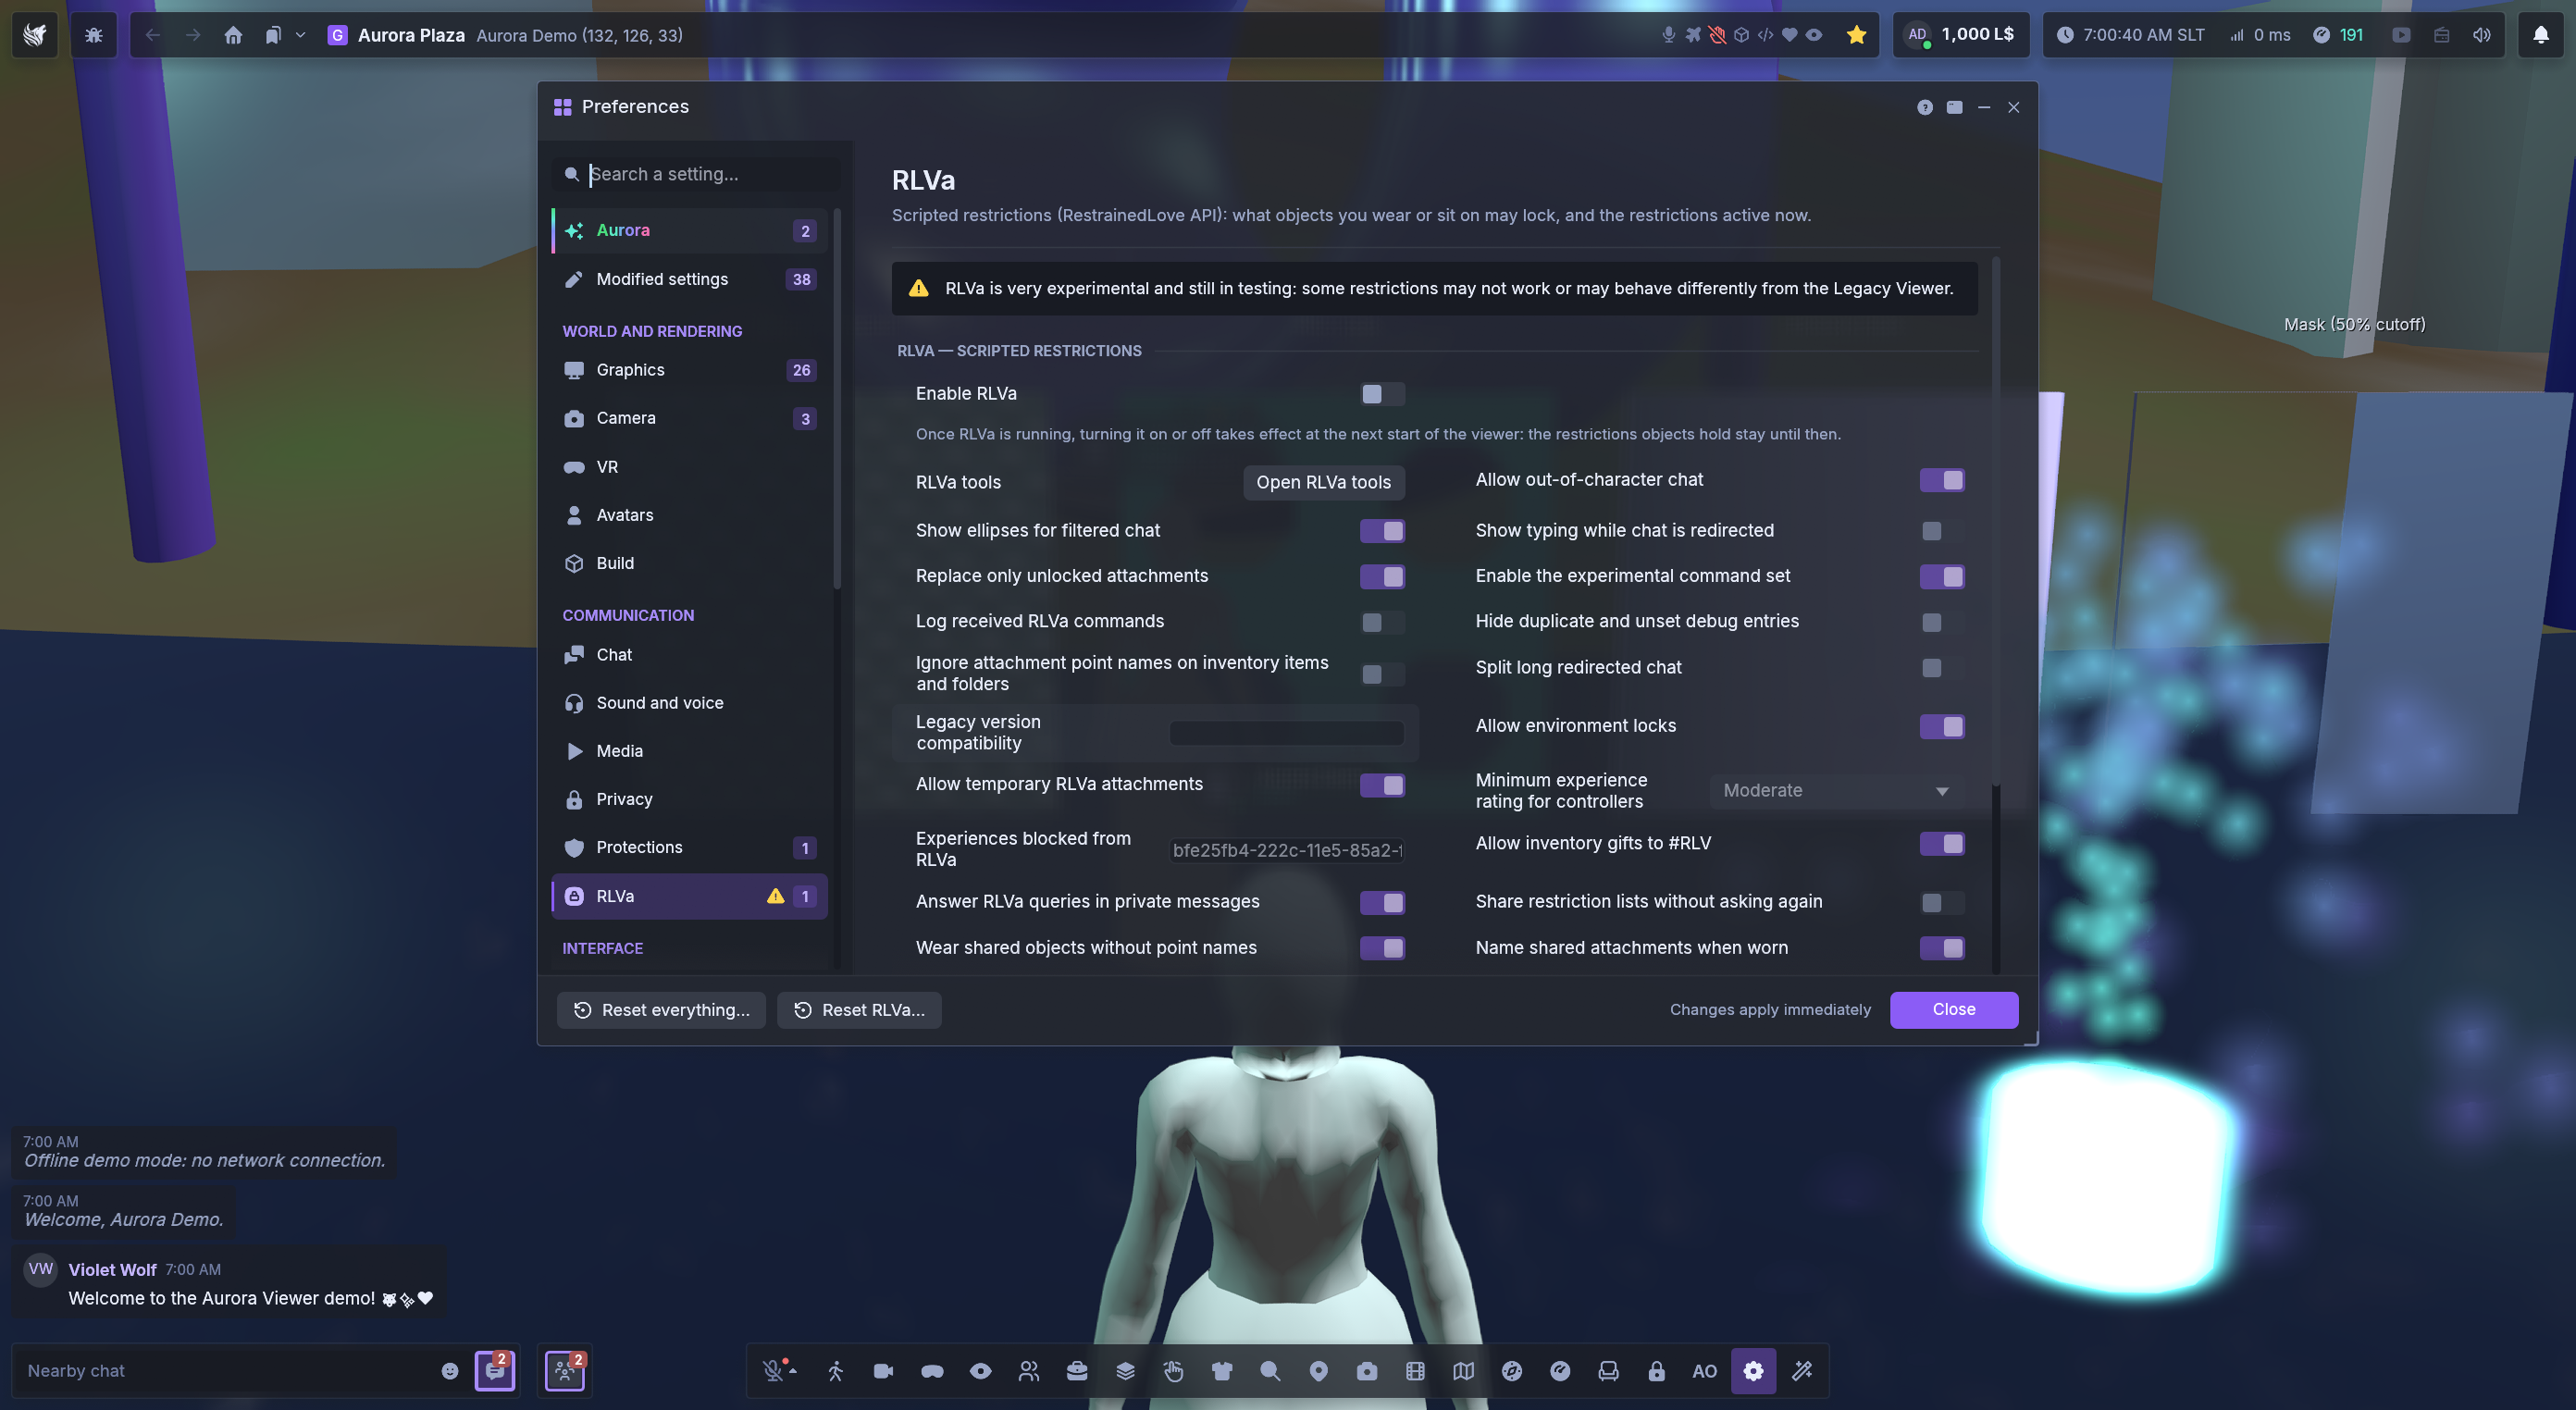 G Aurora Plaza Aurora Demo (132, 126, 33)
AD 1,000 L$
7:00:40 AM SLT 0 ms 191
Preferences
Search a setting...
Aurora 2
Modified settings 38
WORLD AND RENDERING
Graphics 26
Camera 3
VR
Avatars
Build
COMMUNICATION
Chat
Sound and voice
Media
Privacy
Protections 1
RLVa 1
INTERFACE
RLVa
Scripted restrictions (RestrainedLove API): what objects you wear or sit on may lock, and the restrictions active now.
RLVa is very experimental and still in testing: some restrictions may not work or may behave differently from the Legacy Viewer.
RLVA — SCRIPTED RESTRICTIONS
Enable RLVa
Once RLVa is running, turning it on or off takes effect at the next start of the viewer: the restrictions objects hold stay until then.
RLVa tools Open RLVa tools
Allow out-of-character chat
Show ellipses for filtered chat
Show typing while chat is redirected
Replace only unlocked attachments
Enable the experimental command set
Log received RLVa commands
Hide duplicate and unset debug entries
Ignore attachment point names on inventory items
and folders
Split long redirected chat
Legacy version
compatibility
Allow environment locks
Allow temporary RLVa attachments
Minimum experience
rating for controllers
Moderate
Experiences blocked from
RLVa
bfe25fb4-222c-11e5-85a2-
Allow inventory gifts to #RLV
Answer RLVa queries in private messages
Share restriction lists without asking again
Wear shared objects without point names
Name shared attachments when worn
Reset everything...
Reset RLVa...
Changes apply immediately
Close
Mask (50% cutoff)
7:00 AM
Offline demo mode: no network connection.
7:00 AM
Welcome, Aurora Demo.
VW Violet Wolf 7:00 AM
Welcome to the Aurora Viewer demo!
Nearby chat
2
2
AO